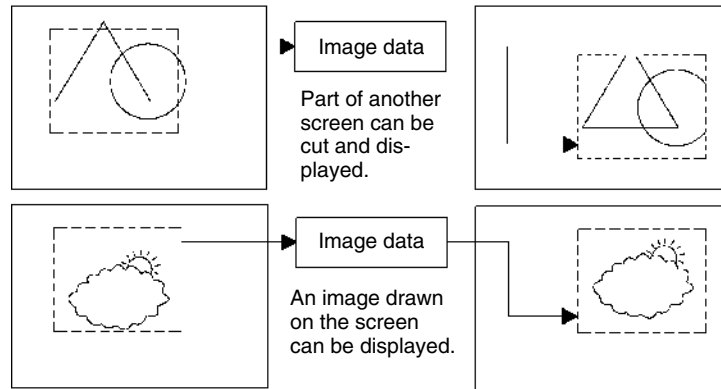 Image data
Part of another
screen can be
cut and dis-
played.
Image data
An image drawn
on the screen
can be displayed.